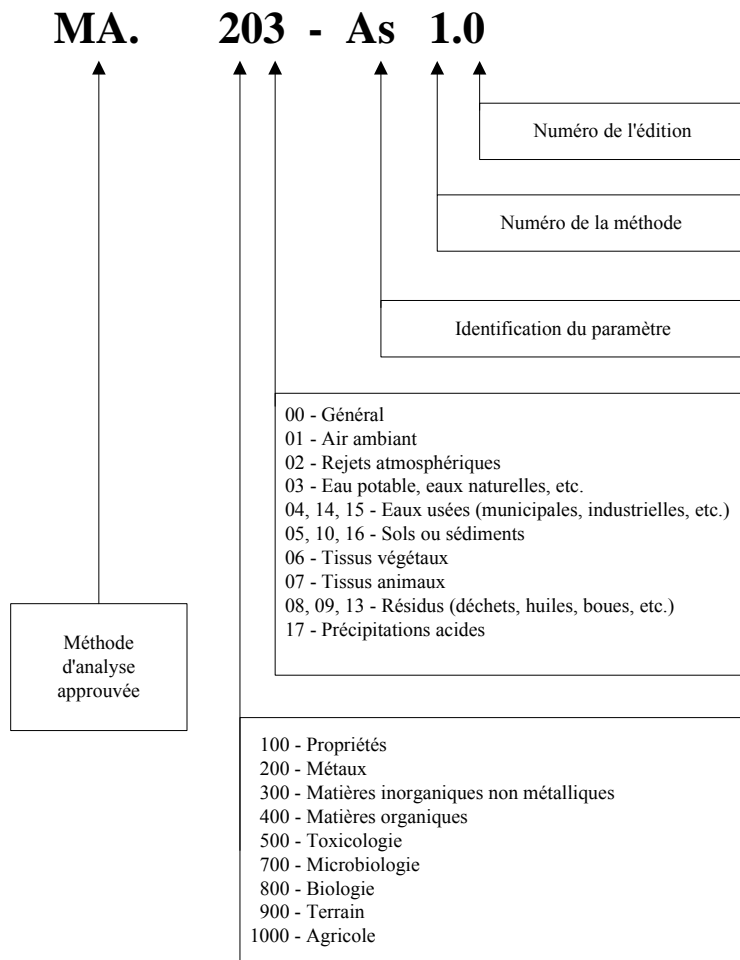 MA. 203 - As 1.0
Numéro de l'édition
Numéro de la méthode
Identification du paramètre
00 - Général
01 - Air ambiant
02 - Rejets atmosphériques
03 - Eau potable, eaux naturelles, etc.
04, 14, 15 - Eaux usées (municipales, industrielles, etc.)
05, 10, 16 - Sols ou sédiments
06 - Tissus végétaux
07 - Tissus animaux
08, 09, 13 - Résidus (déchets, huiles, boues, etc.)
17 - Précipitations acides
Méthode
d'analyse
approuvée
100 - Propriétés
200 - Métaux
300 - Matières inorganiques non métalliques
400 - Matières organiques
500 - Toxicologie
700 - Microbiologie
800 - Biologie
900 - Terrain
1000 - Agricole